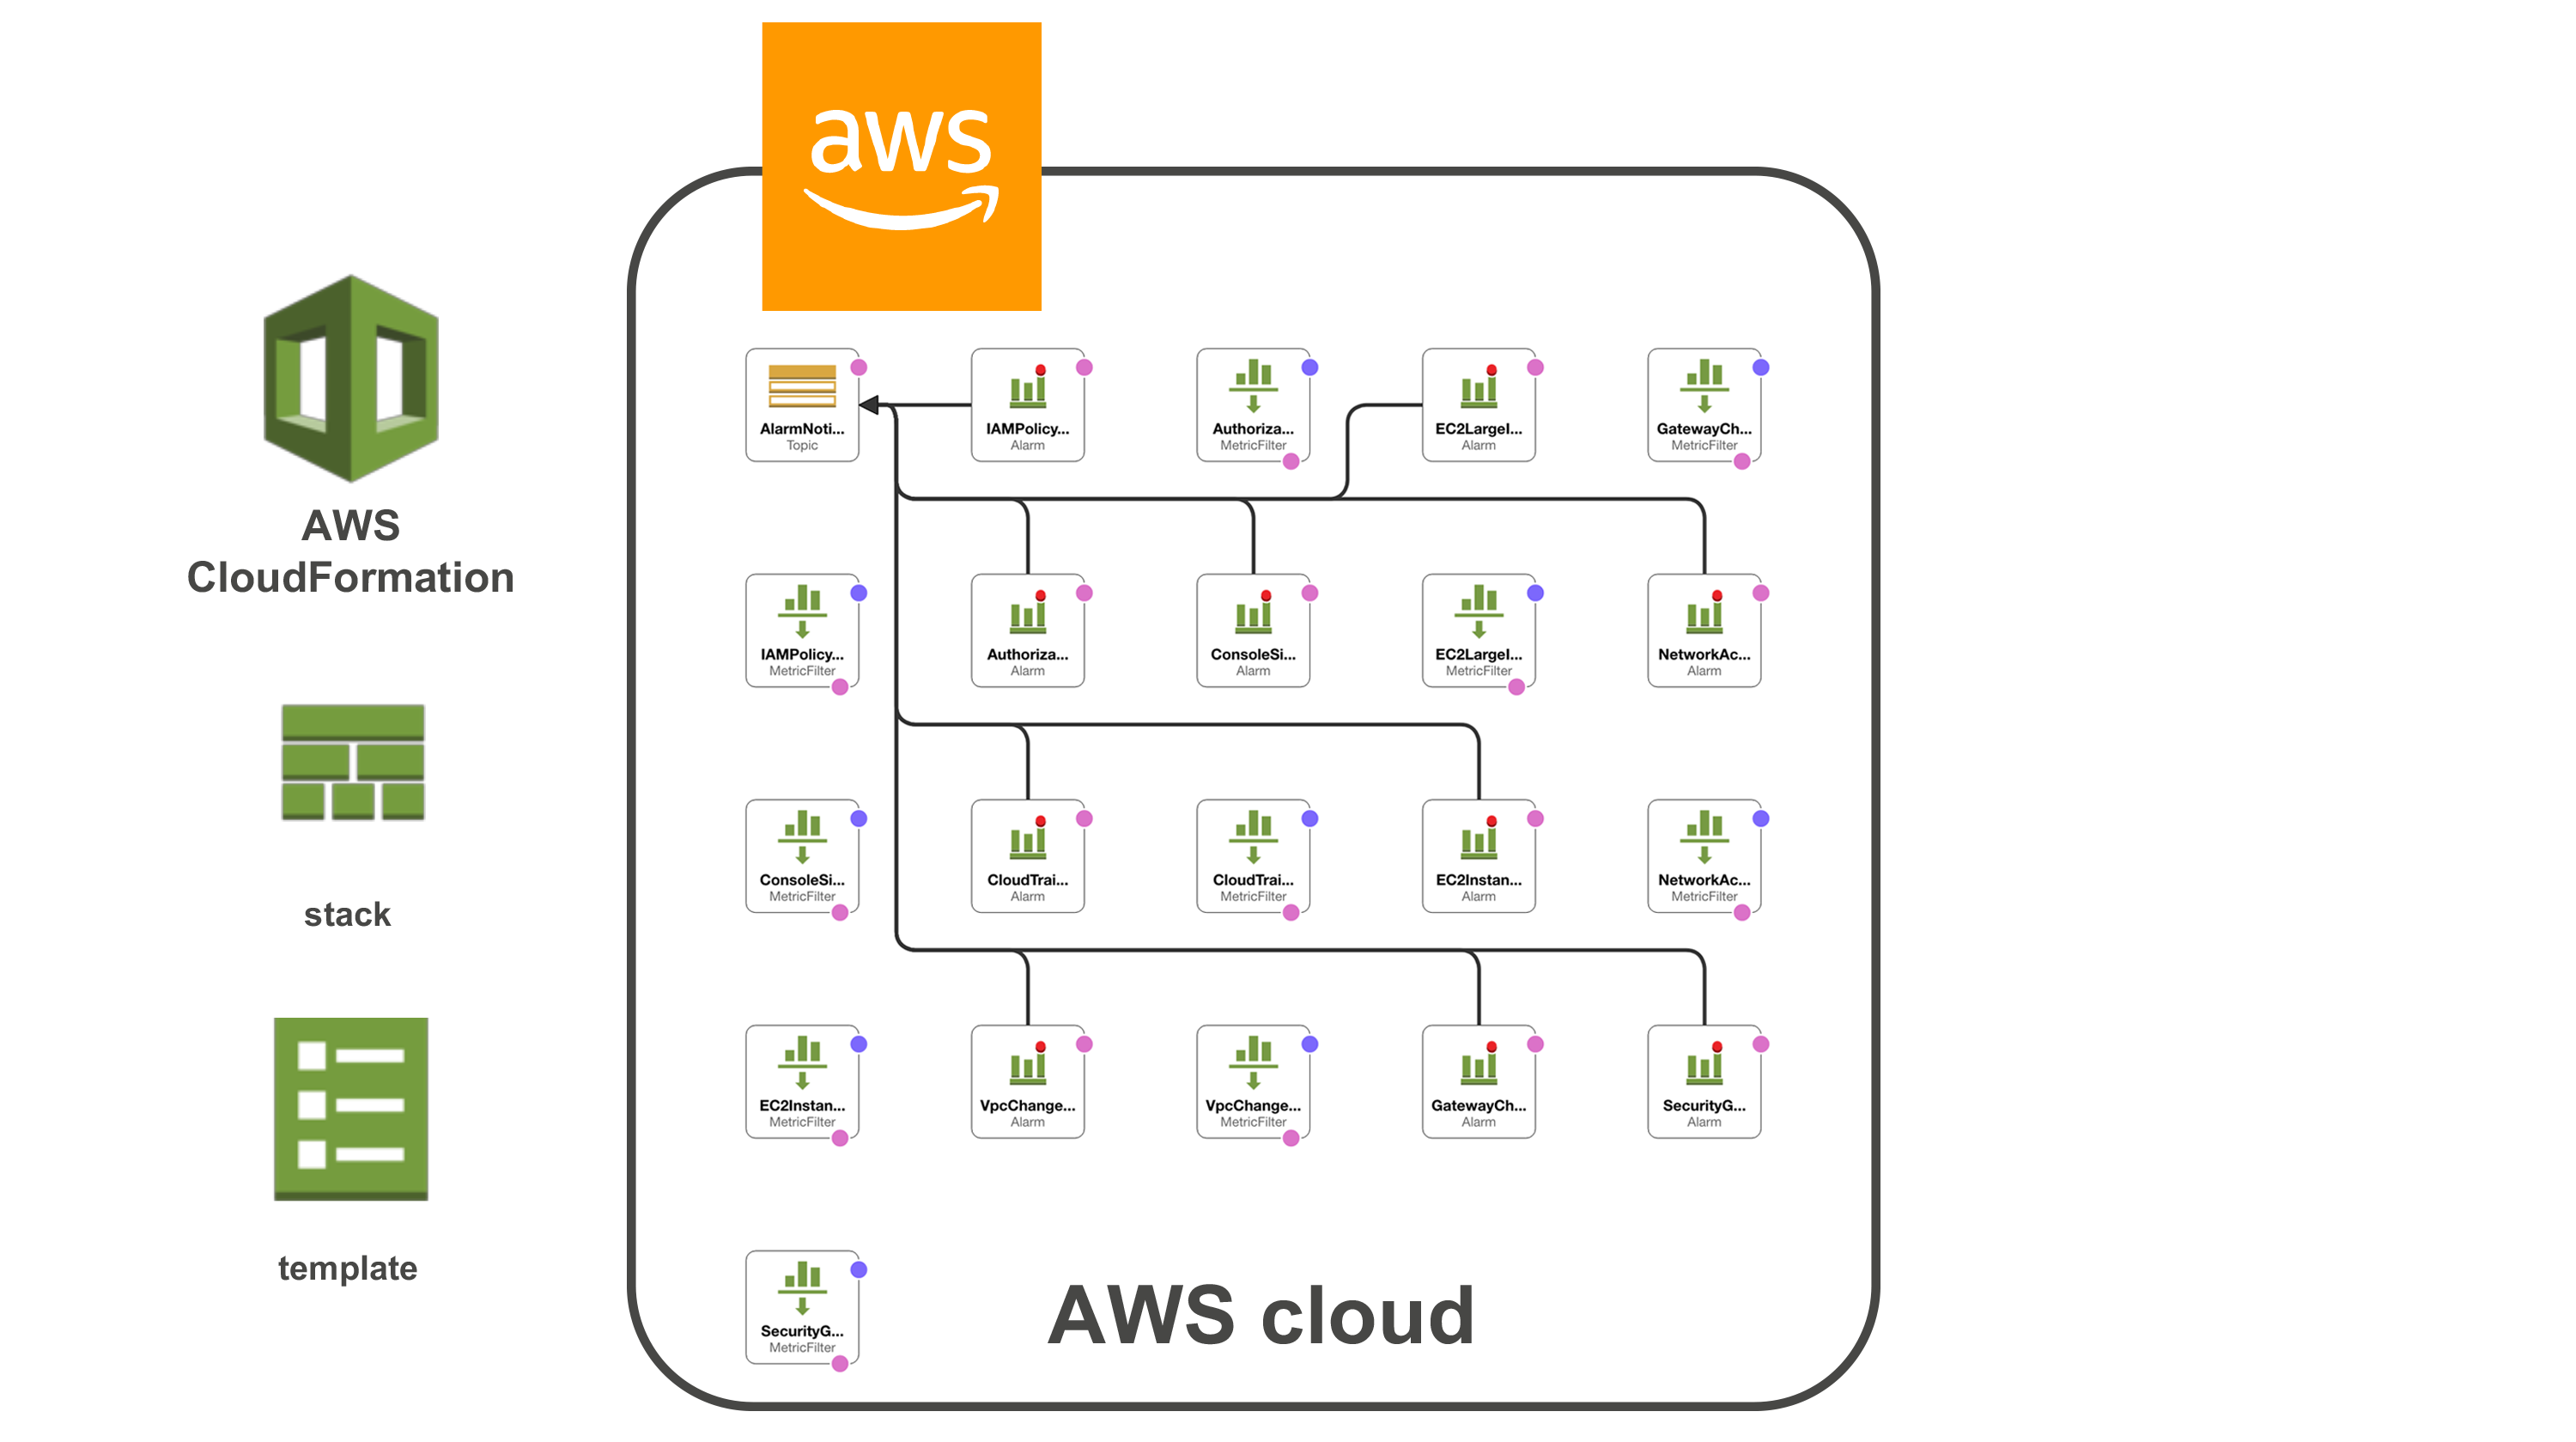 aws
AWS
CloudFormation
stack
template
AlarmNoti...
Topic
IAMPolicy...
Alarm
Authoriza...
MetricFilter
EC2LargeI...
Alarm
GatewayCh...
MetricFilter
IAMPolicy...
MetricFilter
Authoriza...
Alarm
ConsoleSi...
Alarm
EC2LargeI...
MetricFilter
NetworkAc...
Alarm
ConsoleSi...
MetricFilter
CloudTrai...
Alarm
CloudTrai...
MetricFilter
EC2Instan...
Alarm
NetworkAc...
MetricFilter
EC2Instan...
MetricFilter
VpcChange...
Alarm
VpcChange...
MetricFilter
GatewayCh...
Alarm
SecurityG...
Alarm
SecurityG...
MetricFilter
AWS cloud